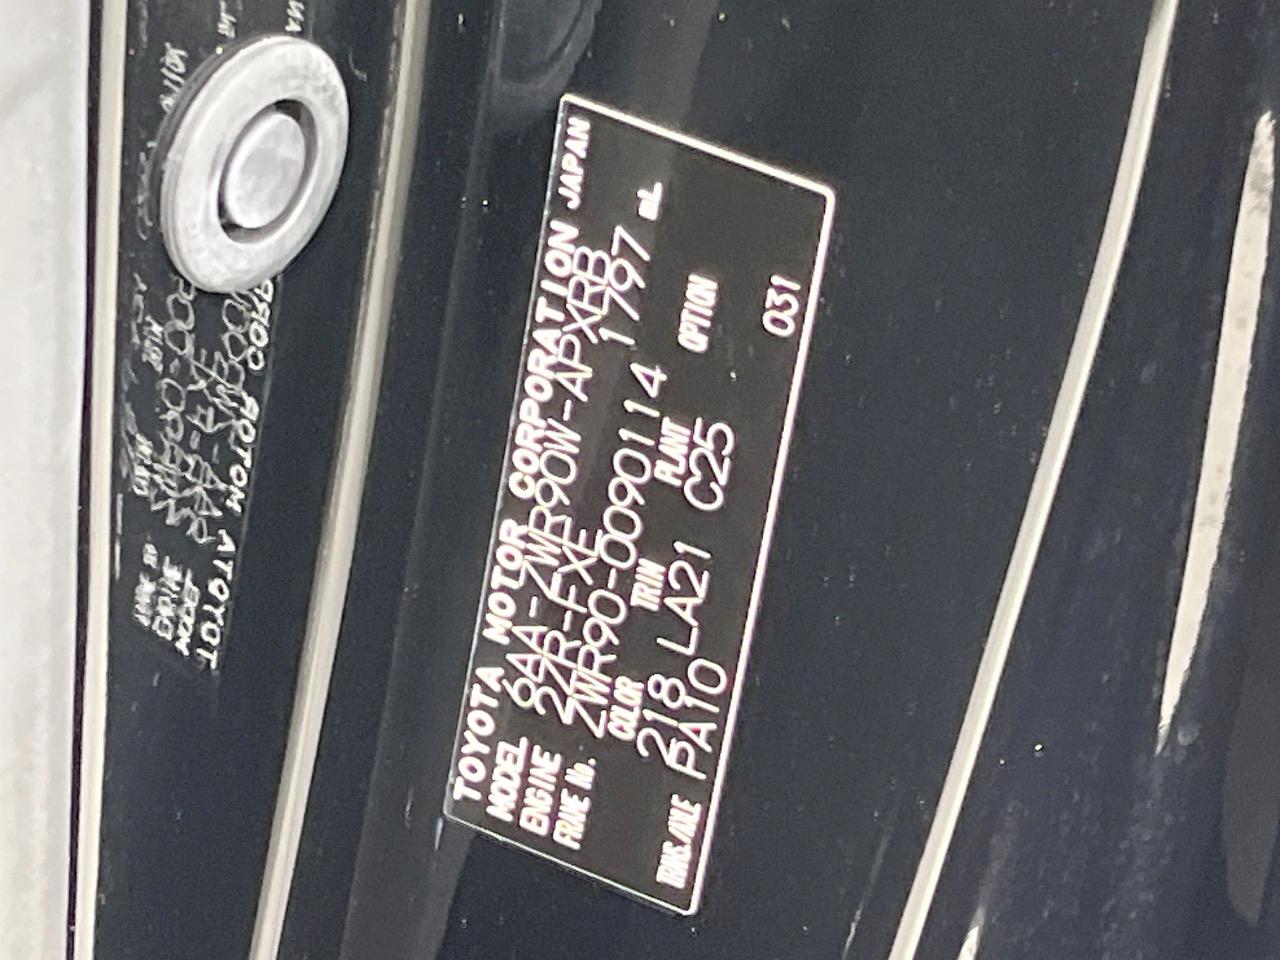 TOYOTA MOTOR CORPORATION JAPAN
MODEL 6AA-ZWR90W-APXRB
ENGINE 2ZR-FXE 1797 mL
FRAME No. ZWR90-0090114
COLOR TRIM PLANT OPTION
218 LA21 C25
TRANS./AXLE PA10 031